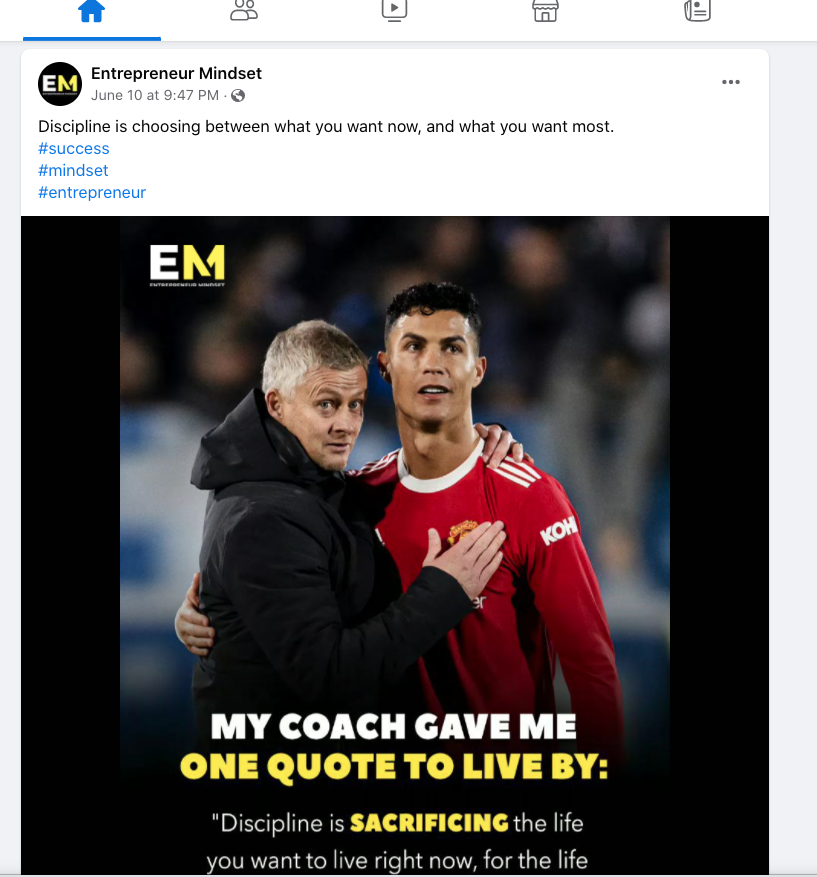 EM
Entrepreneur Mindset
June 10 at 9:47 PM ·
Discipline is choosing between what you want now, and what you want most.
#success
#mindset
#entrepreneur
EM
ENTREPRENEUR MINDSET
KOH
er
MY COACH GAVE ME
ONE QUOTE TO LIVE BY:
"Discipline is SACRIFICING the life
you want to live right now, for the life